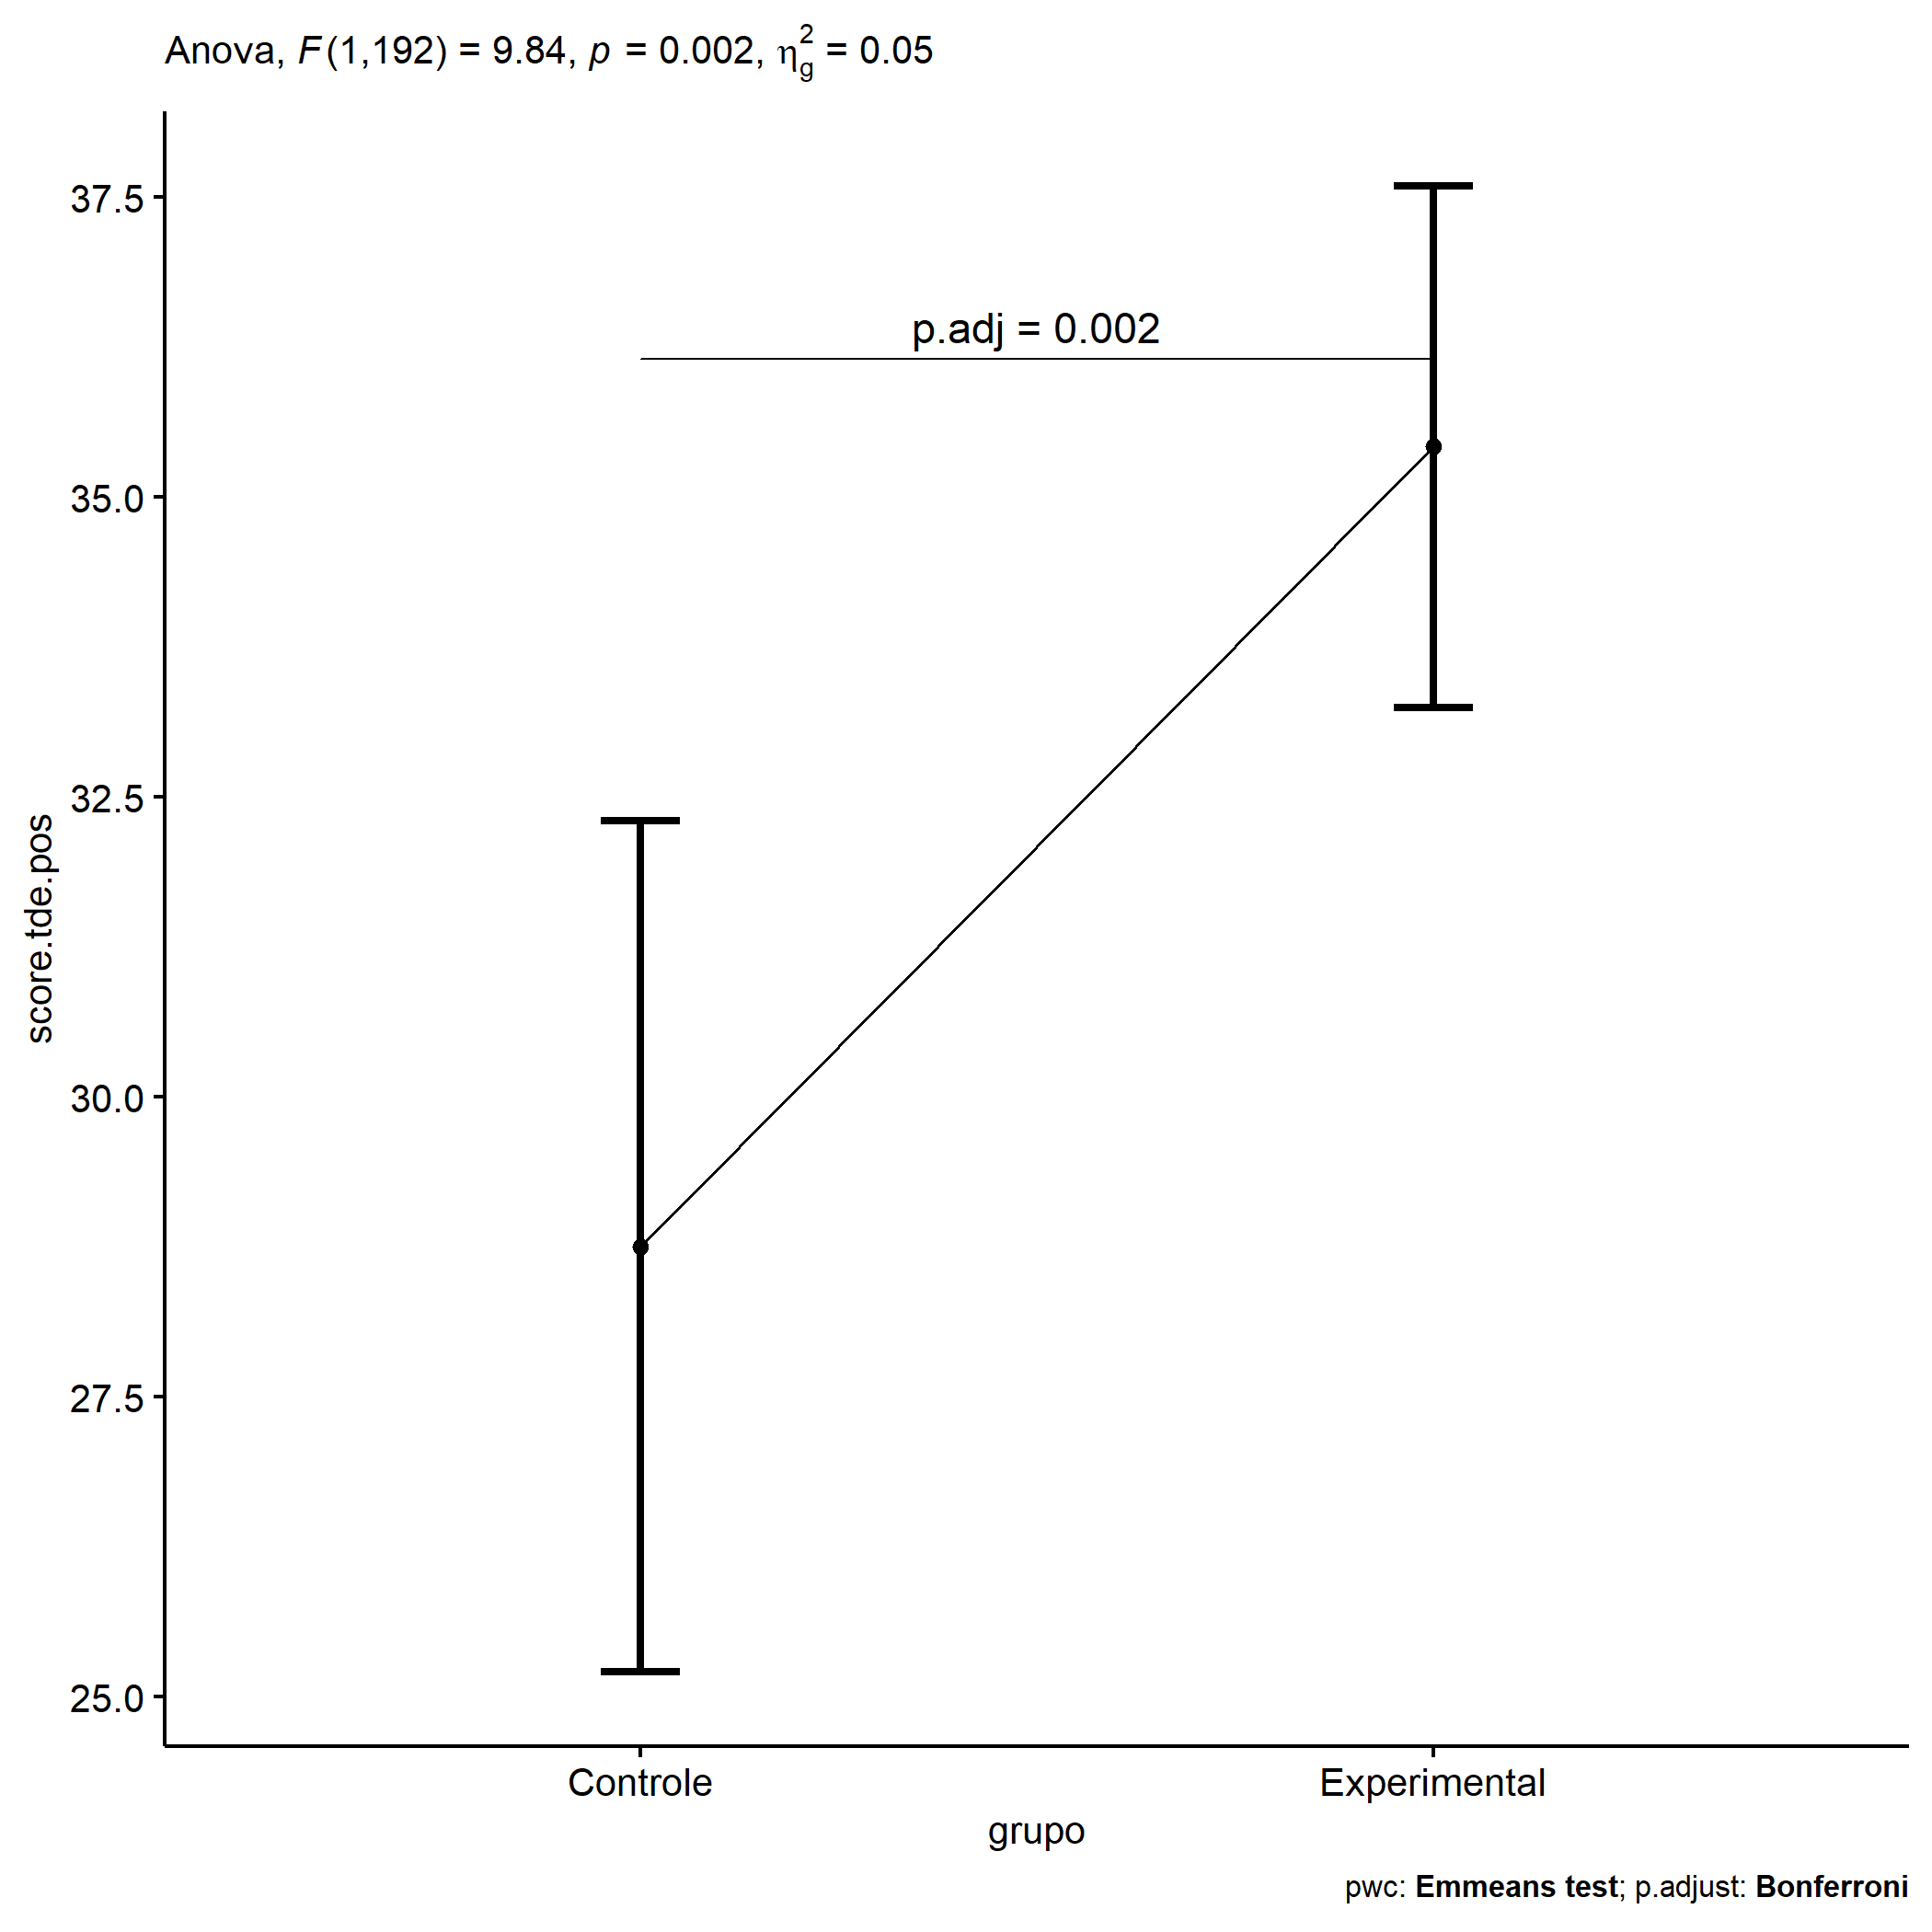 Anova, F(1,192) = 9.84, p = 0.002, η²g = 0.05
37.5
35.0
32.5
30.0
27.5
25.0
score.tde.pos
p.adj = 0.002
Controle
Experimental
grupo
pwc: Emmeans test; p.adjust: Bonferroni